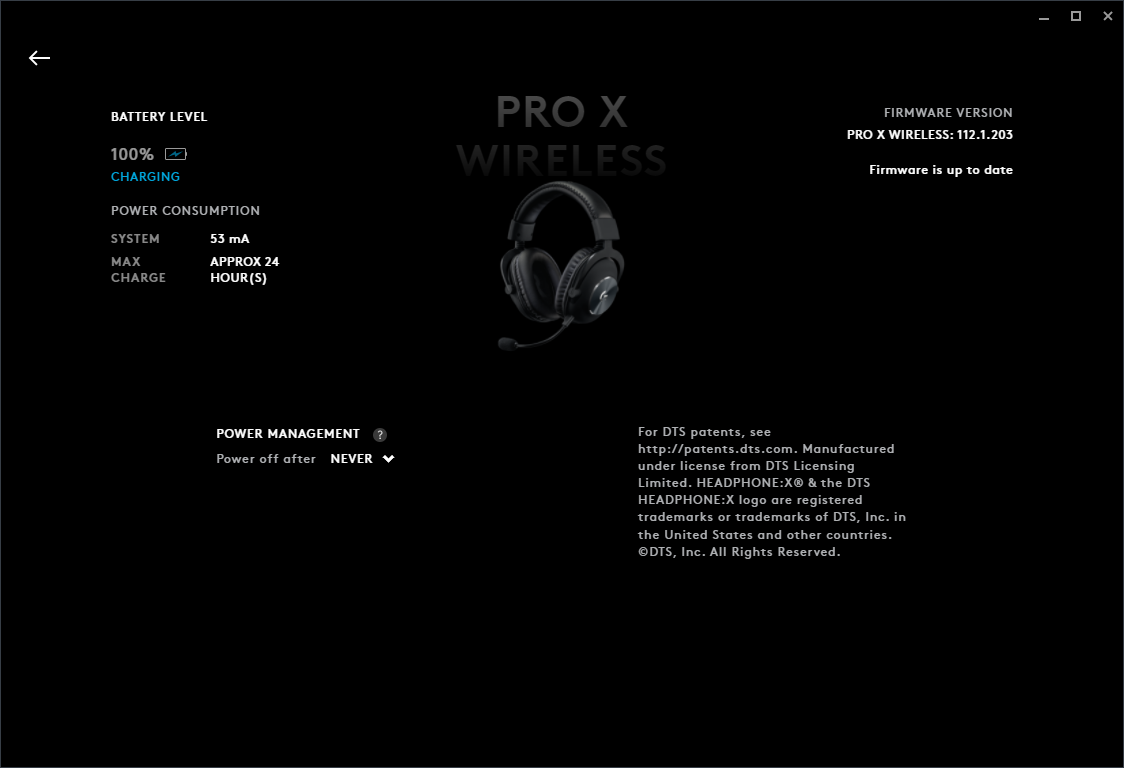 PRO X
WIRELESS
BATTERY LEVEL
100%
CHARGING
POWER CONSUMPTION
SYSTEM 53 mA
MAX CHARGE APPROX 24 HOUR(S)
FIRMWARE VERSION
PRO X WIRELESS: 112.1.203
Firmware is up to date
POWER MANAGEMENT ?
Power off after NEVER
For DTS patents, see
http://patents.dts.com. Manufactured
under license from DTS Licensing
Limited. HEADPHONE:X® & the DTS
HEADPHONE:X logo are registered
trademarks or trademarks of DTS, Inc. in
the United States and other countries.
©DTS, Inc. All Rights Reserved.